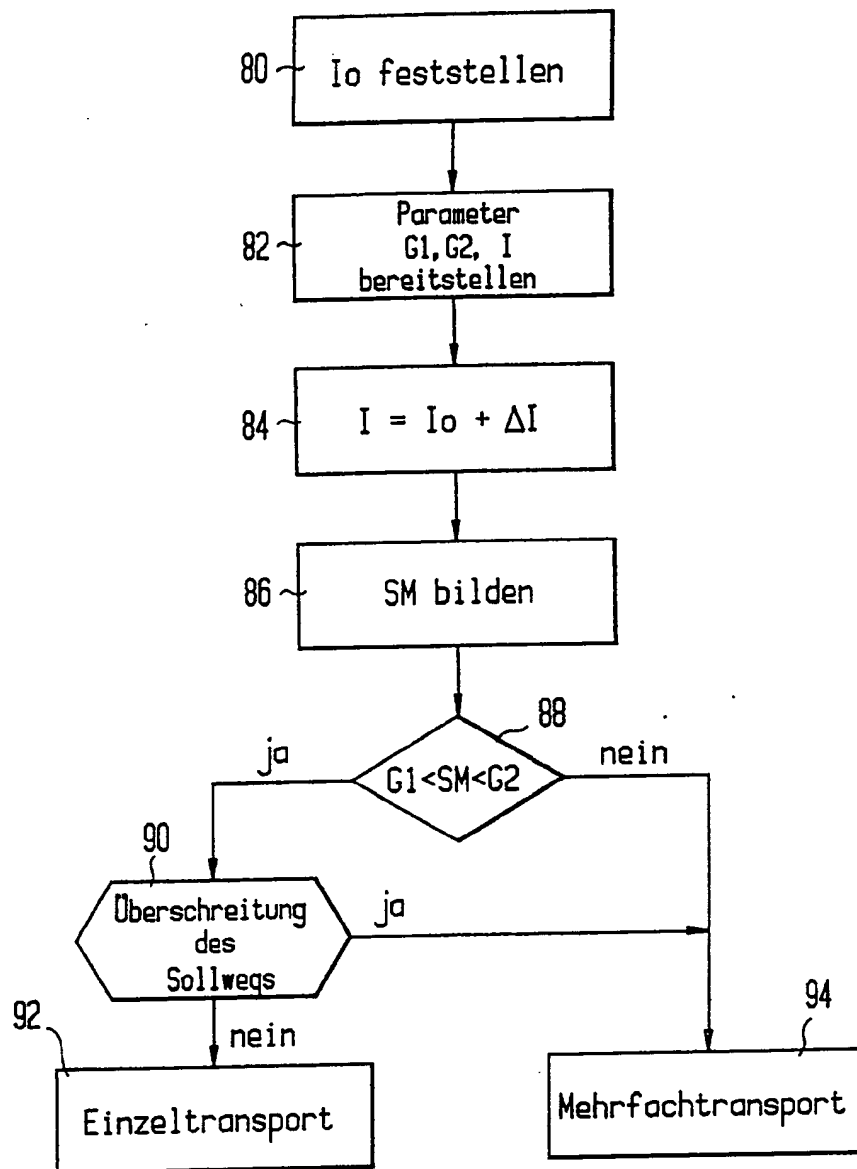 80
Io feststellen
82
Parameter
G1, G2, I
bereitstellen
84
I = Io + ΔI
86
SM bilden
88
ja
nein
G1<SM<G2
90
Überschreitung
des
Sollwegs
ja
92
nein
94
Einzeltransport
Mehrfachtransport